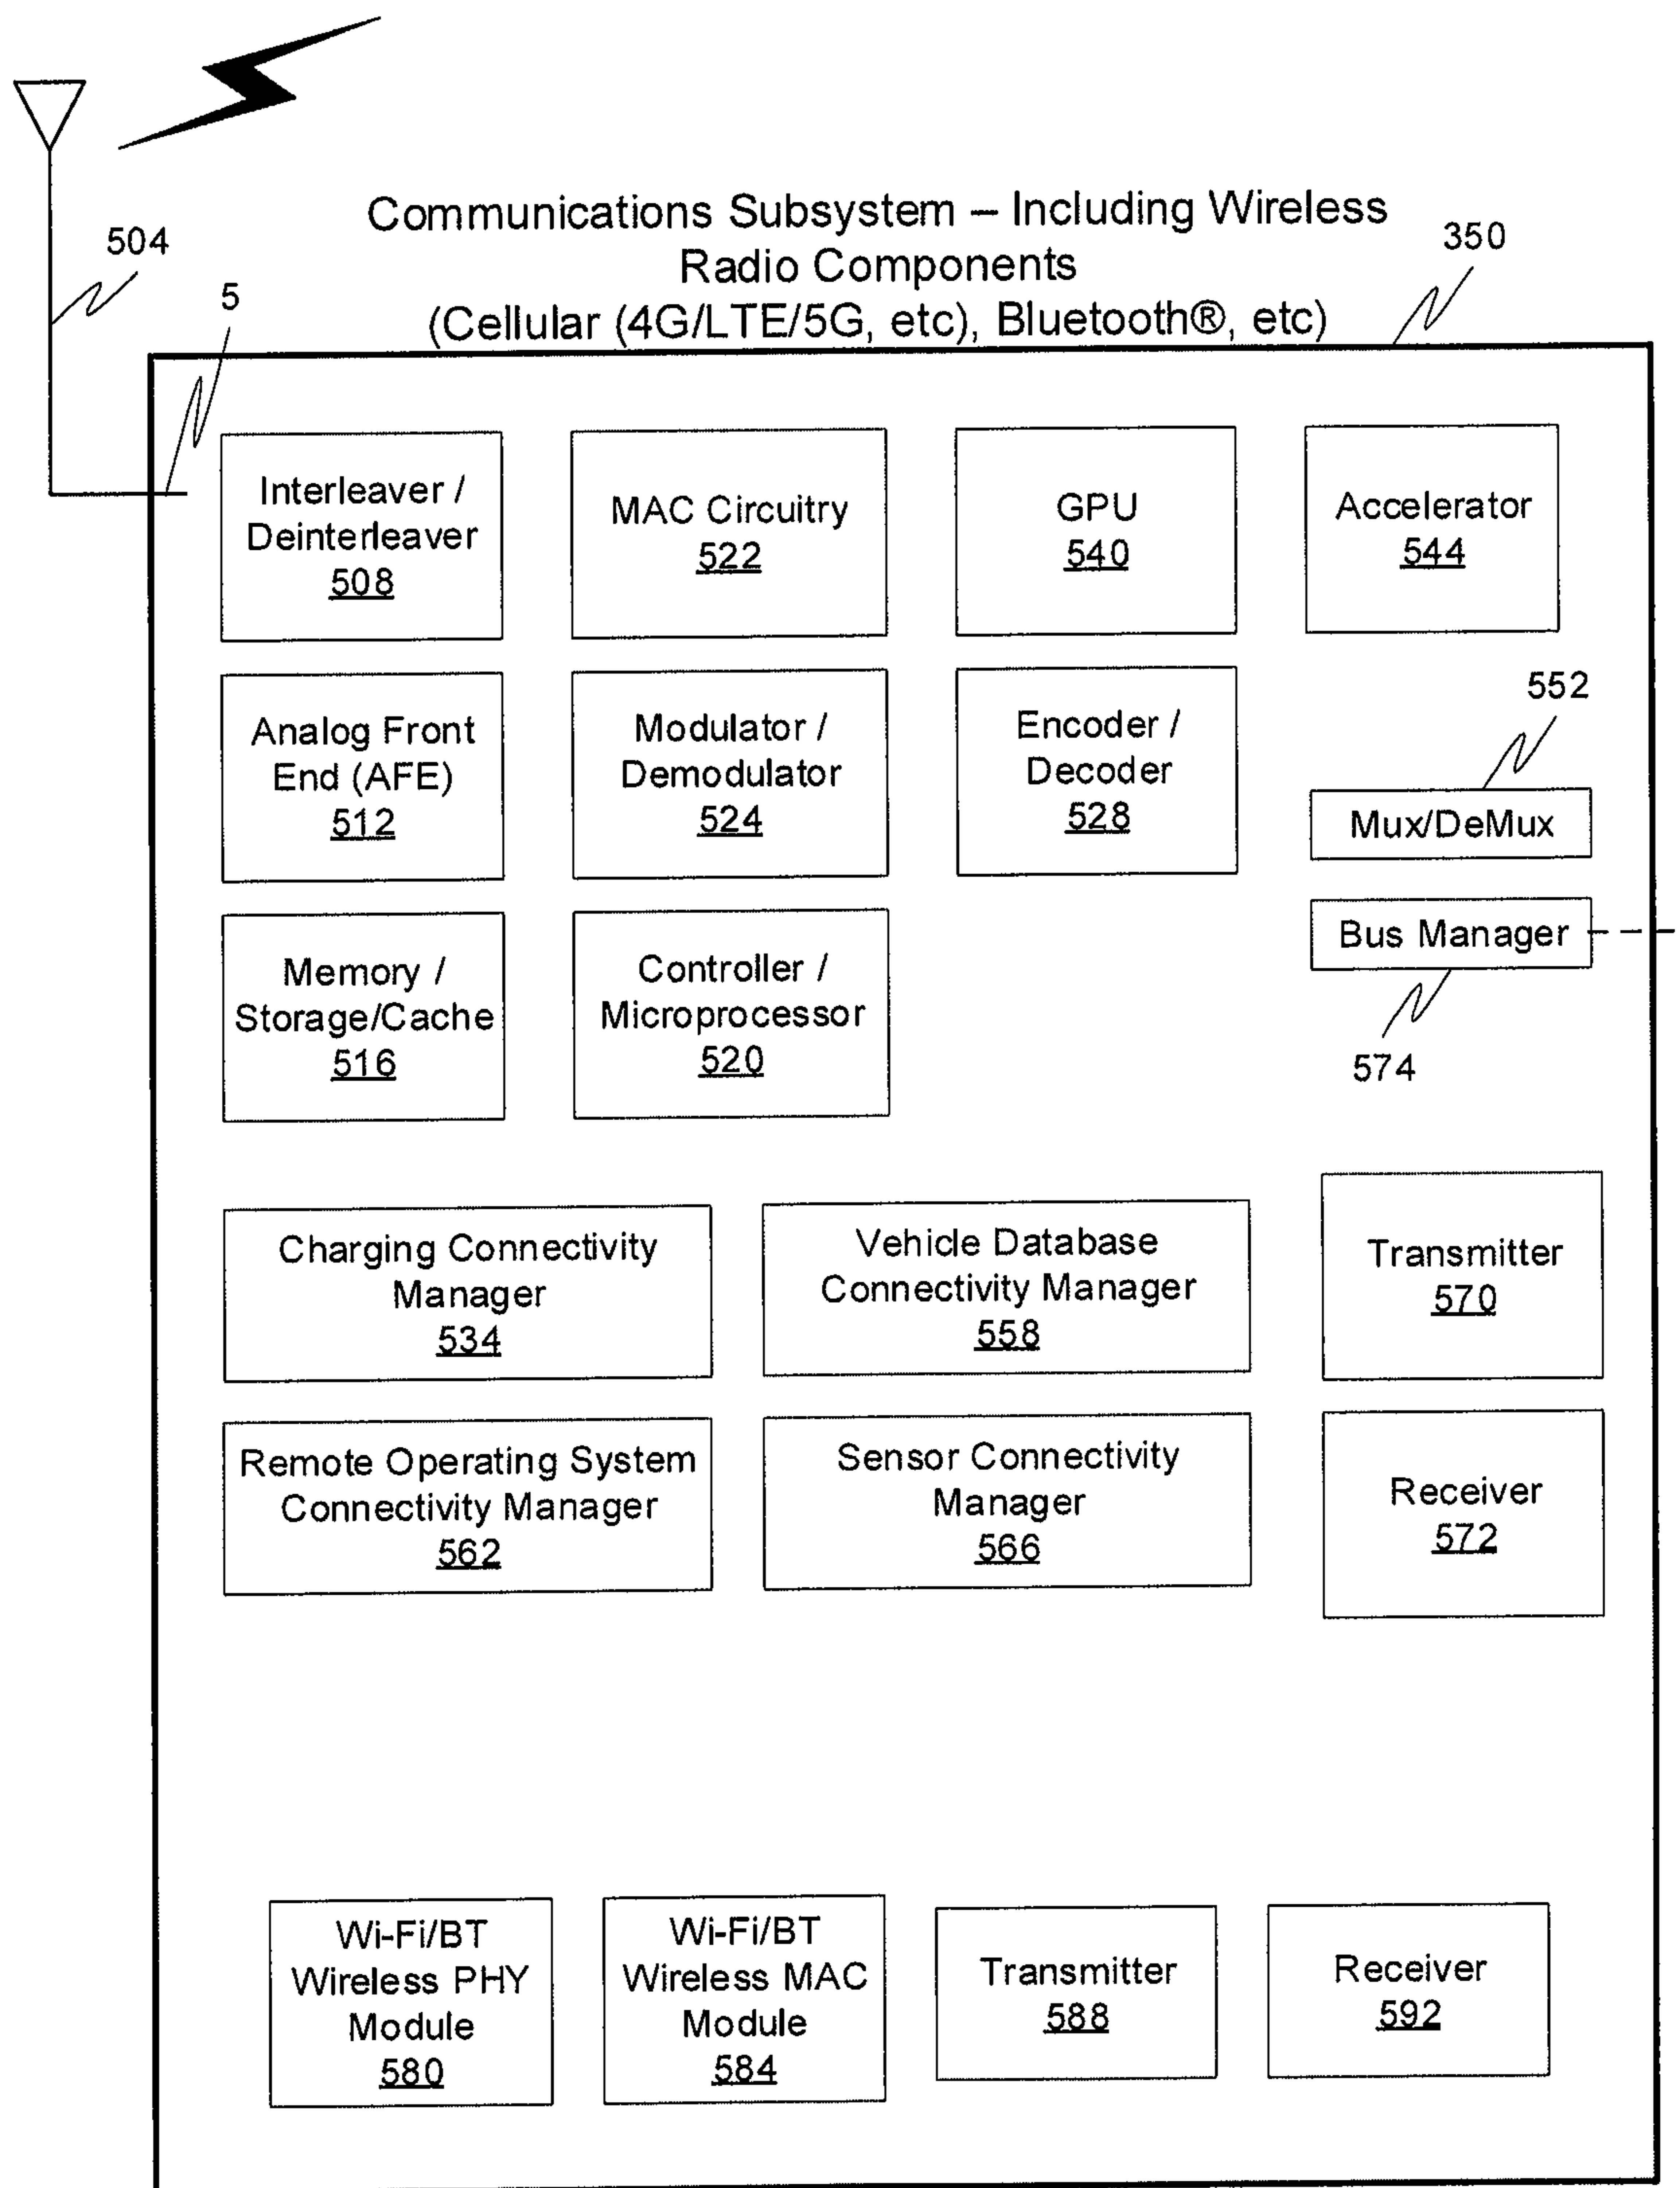 Communications Subsystem – Including Wireless
Radio Components
(Cellular (4G/LTE/5G, etc), Bluetooth®, etc)
504
5
350
Interleaver /
Deinterleaver
508
MAC Circuitry
522
GPU
540
Accelerator
544
Analog Front
End (AFE)
512
Modulator /
Demodulator
524
Encoder /
Decoder
528
552
Mux/DeMux
Bus Manager
574
Memory /
Storage/Cache
516
Controller /
Microprocessor
520
Charging Connectivity
Manager
534
Vehicle Database
Connectivity Manager
558
Transmitter
570
Remote Operating System
Connectivity Manager
562
Sensor Connectivity
Manager
566
Receiver
572
Wi-Fi/BT
Wireless PHY
Module
580
Wi-Fi/BT
Wireless MAC
Module
584
Transmitter
588
Receiver
592